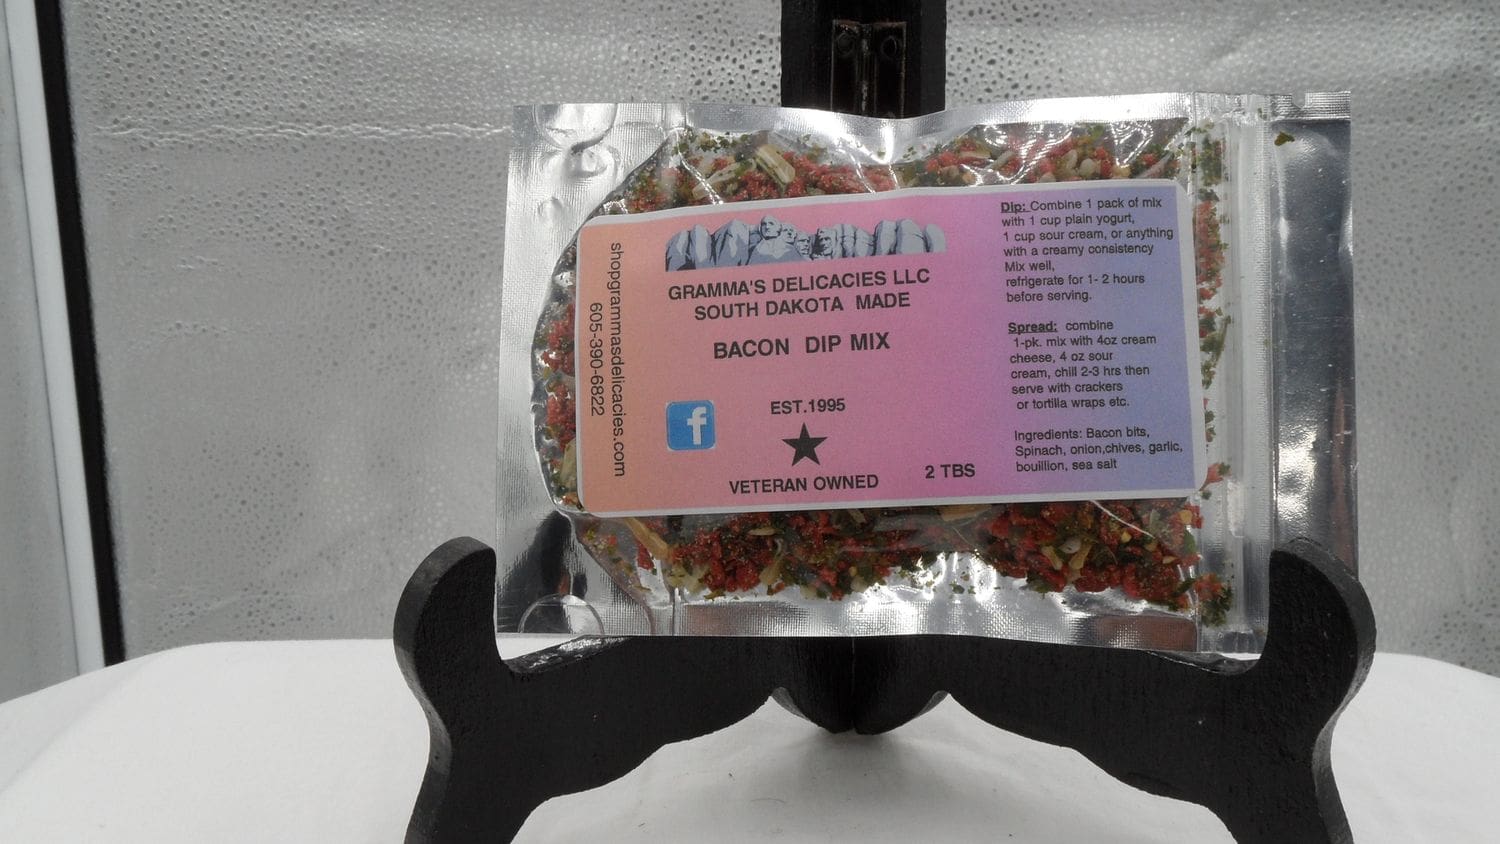 shopgrammasdelicacies.com
605-390-6822
GRAMMA'S DELICACIES LLC
SOUTH DAKOTA MADE
BACON DIP MIX
EST.1995
f
VETERAN OWNED
2 TBS
Dip: Combine 1 pack of mix
with 1 cup plain yogurt,
1 cup sour cream, or anything
with a creamy consistency
Mix well,
refrigerate for 1- 2 hours
before serving.
Spread: combine
1-pk. mix with 4oz cream
cheese, 4 oz sour
cream, chill 2-3 hrs then
serve with crackers
or tortilla wraps etc.
Ingredients: Bacon bits,
Spinach, onion,chives, garlic,
bouillion, sea salt